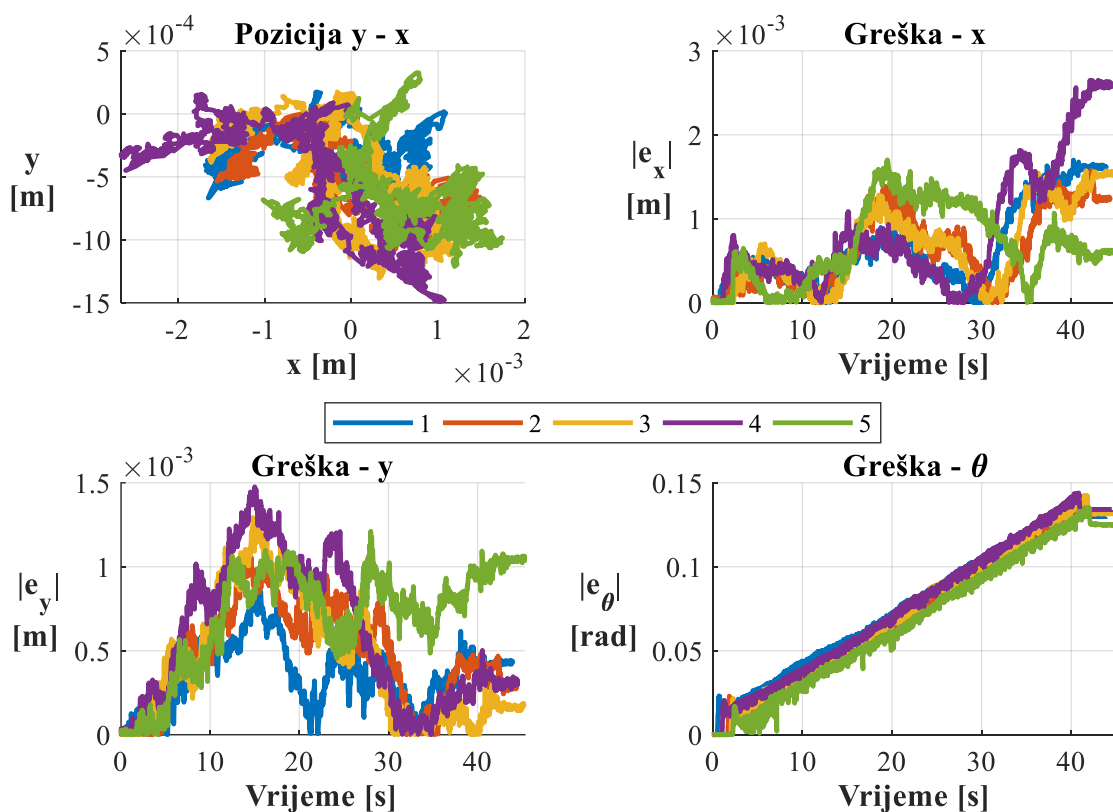 ×10⁻⁴
Pozicija y - x
5
0
-5
-10
-15
y
[m]
-2
-1
0
1
2
x [m]
×10⁻³
×10⁻³
Greška - x
3
2
1
0
|eₓ|
[m]
0
10
20
30
40
Vrijeme [s]
1 2 3 4 5
×10⁻³
Greška - y
1.5
1
0.5
0
|e_y|
[m]
0
10
20
30
40
Vrijeme [s]
Greška - θ
0.15
0.1
0.05
0
|e_θ|
[rad]
0
10
20
30
40
Vrijeme [s]